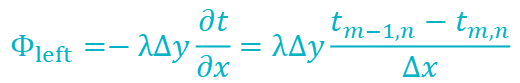 Φ_left = − λΔy ∂t/∂x = λΔy (t_{m−1,n} − t_{m,n})/Δx